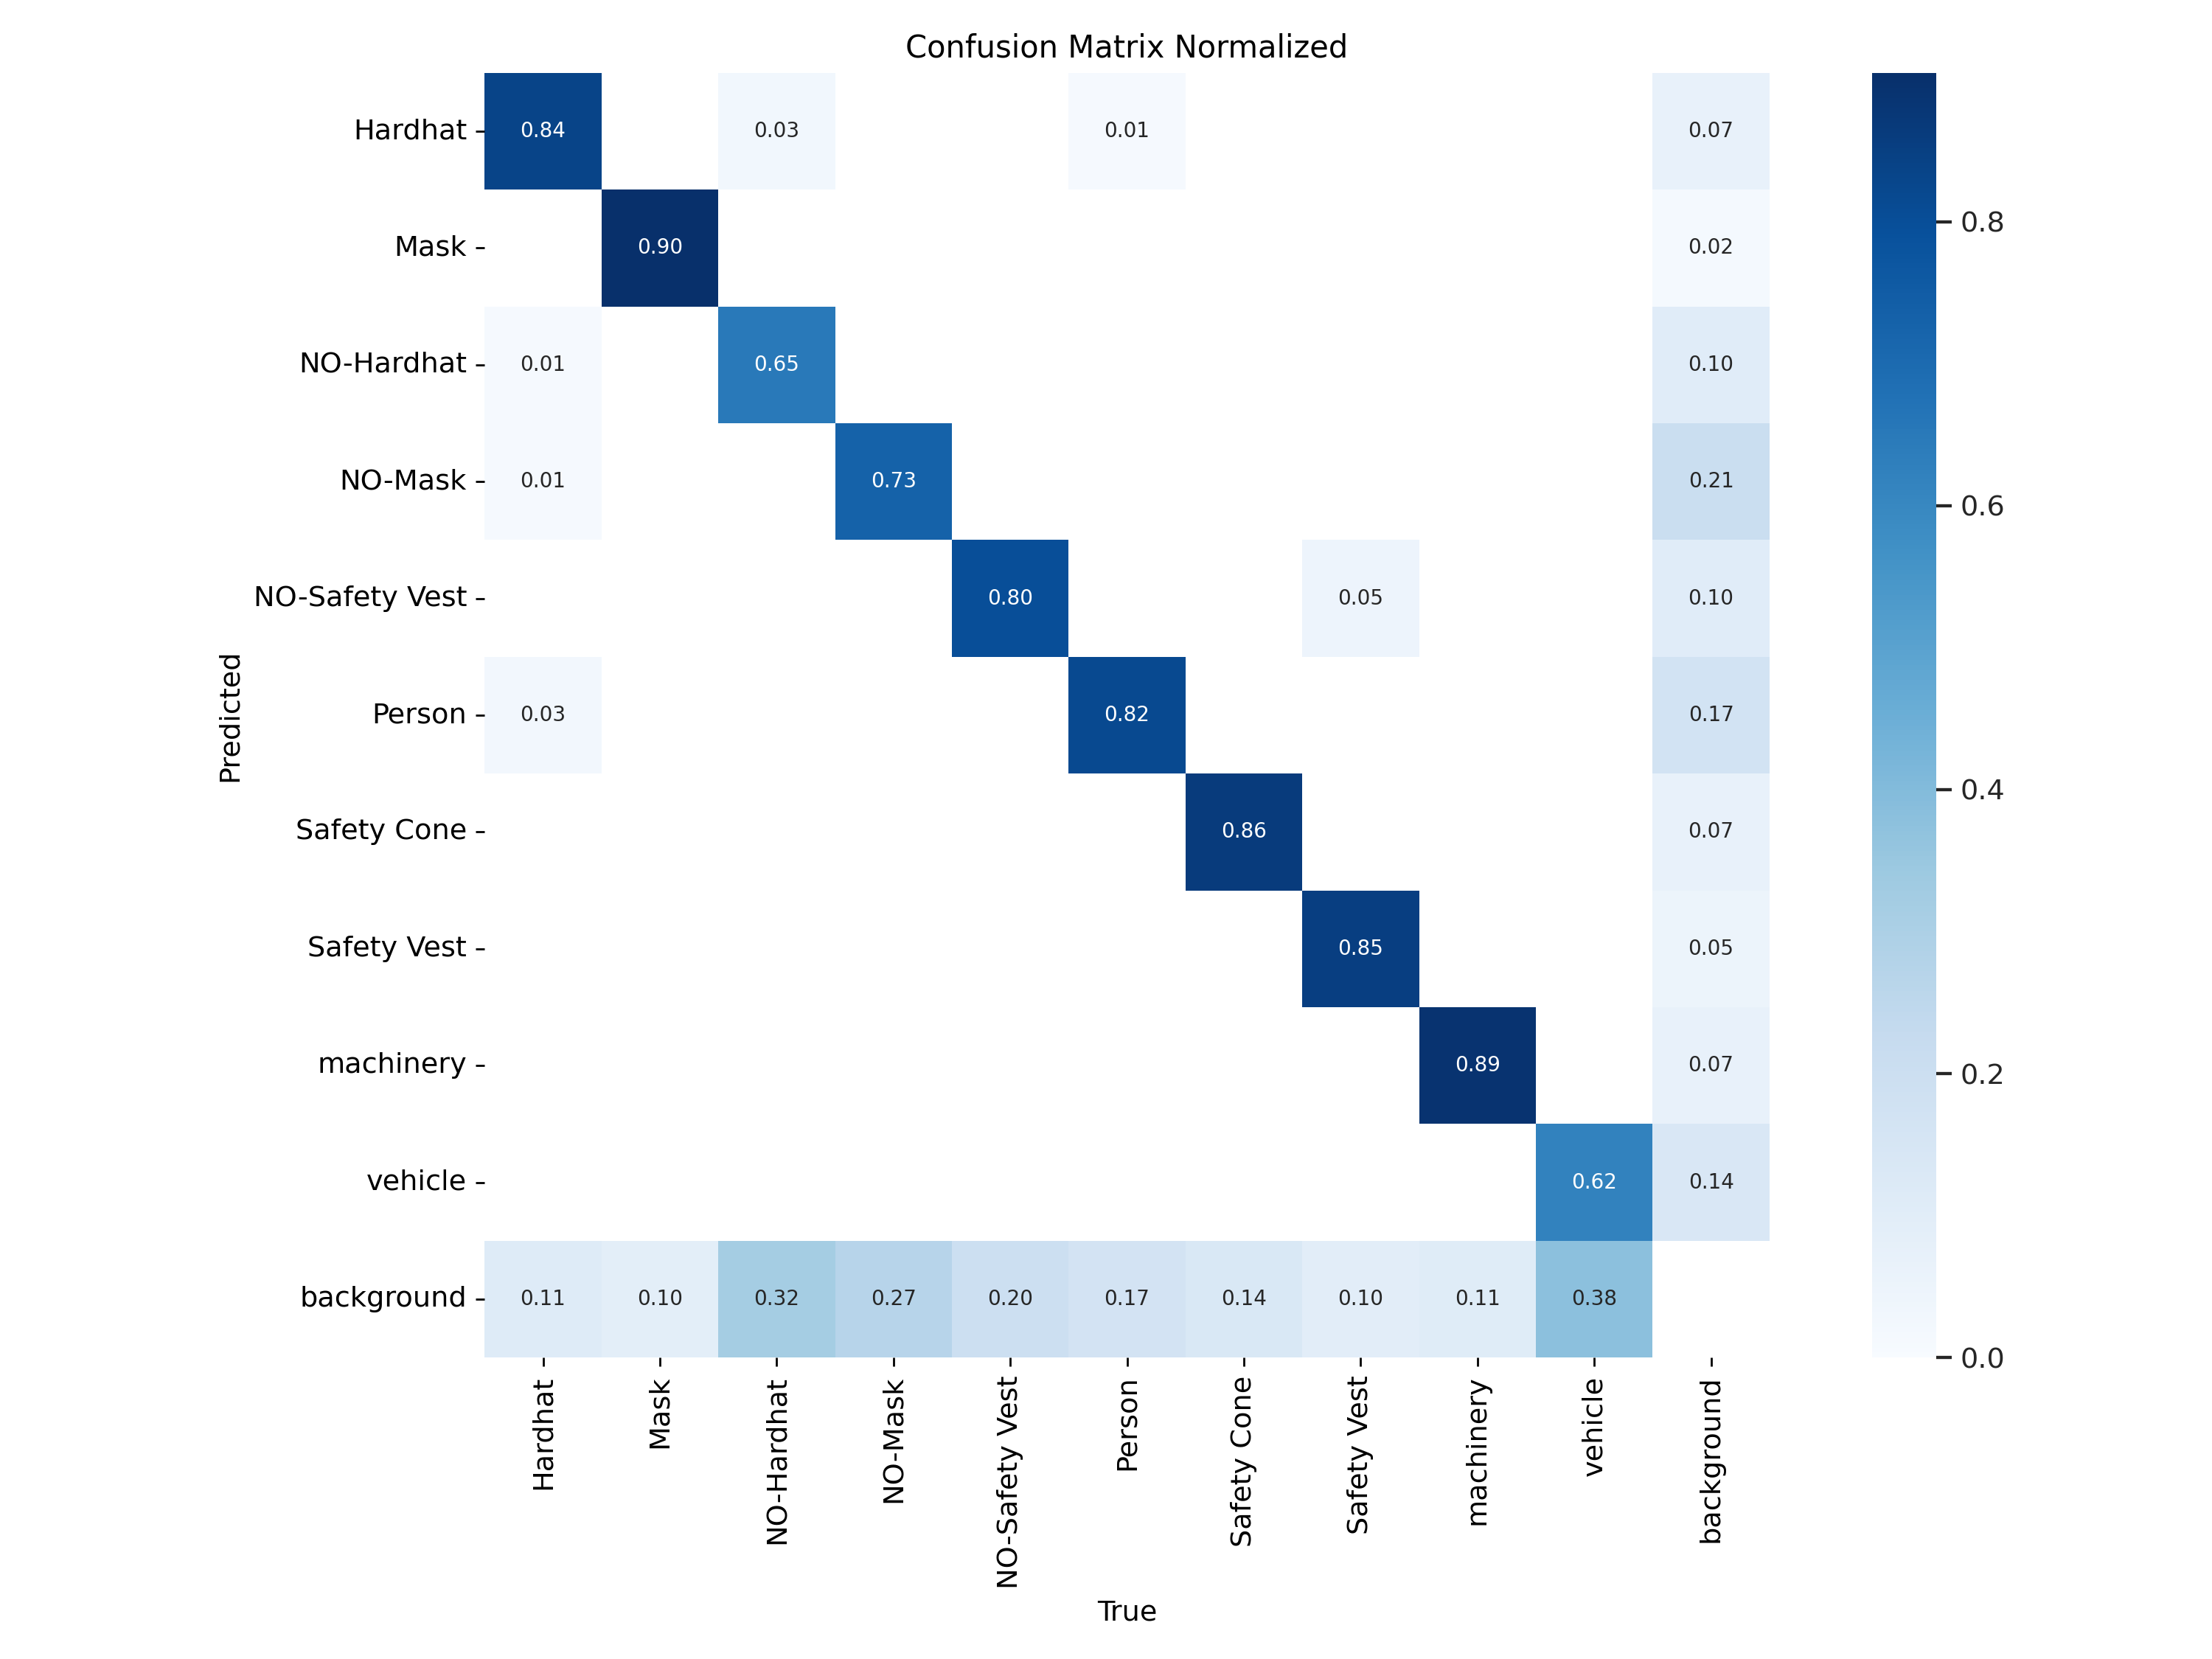 Confusion Matrix Normalized
Hardhat 0.84 0.03 0.01 0.07
Mask 0.90 0.02
NO-Hardhat 0.01 0.65 0.10
NO-Mask 0.01 0.73 0.21
NO-Safety Vest 0.80 0.05 0.10
Person 0.03 0.82 0.17
Safety Cone 0.86 0.07
Safety Vest 0.85 0.05
machinery 0.89 0.07
vehicle 0.62 0.14
background 0.11 0.10 0.32 0.27 0.20 0.17 0.14 0.10 0.11 0.38
Predicted
Hardhat
Mask
NO-Hardhat
NO-Mask
NO-Safety Vest
Person
Safety Cone
Safety Vest
machinery
vehicle
background
True
0.8
0.6
0.4
0.2
0.0